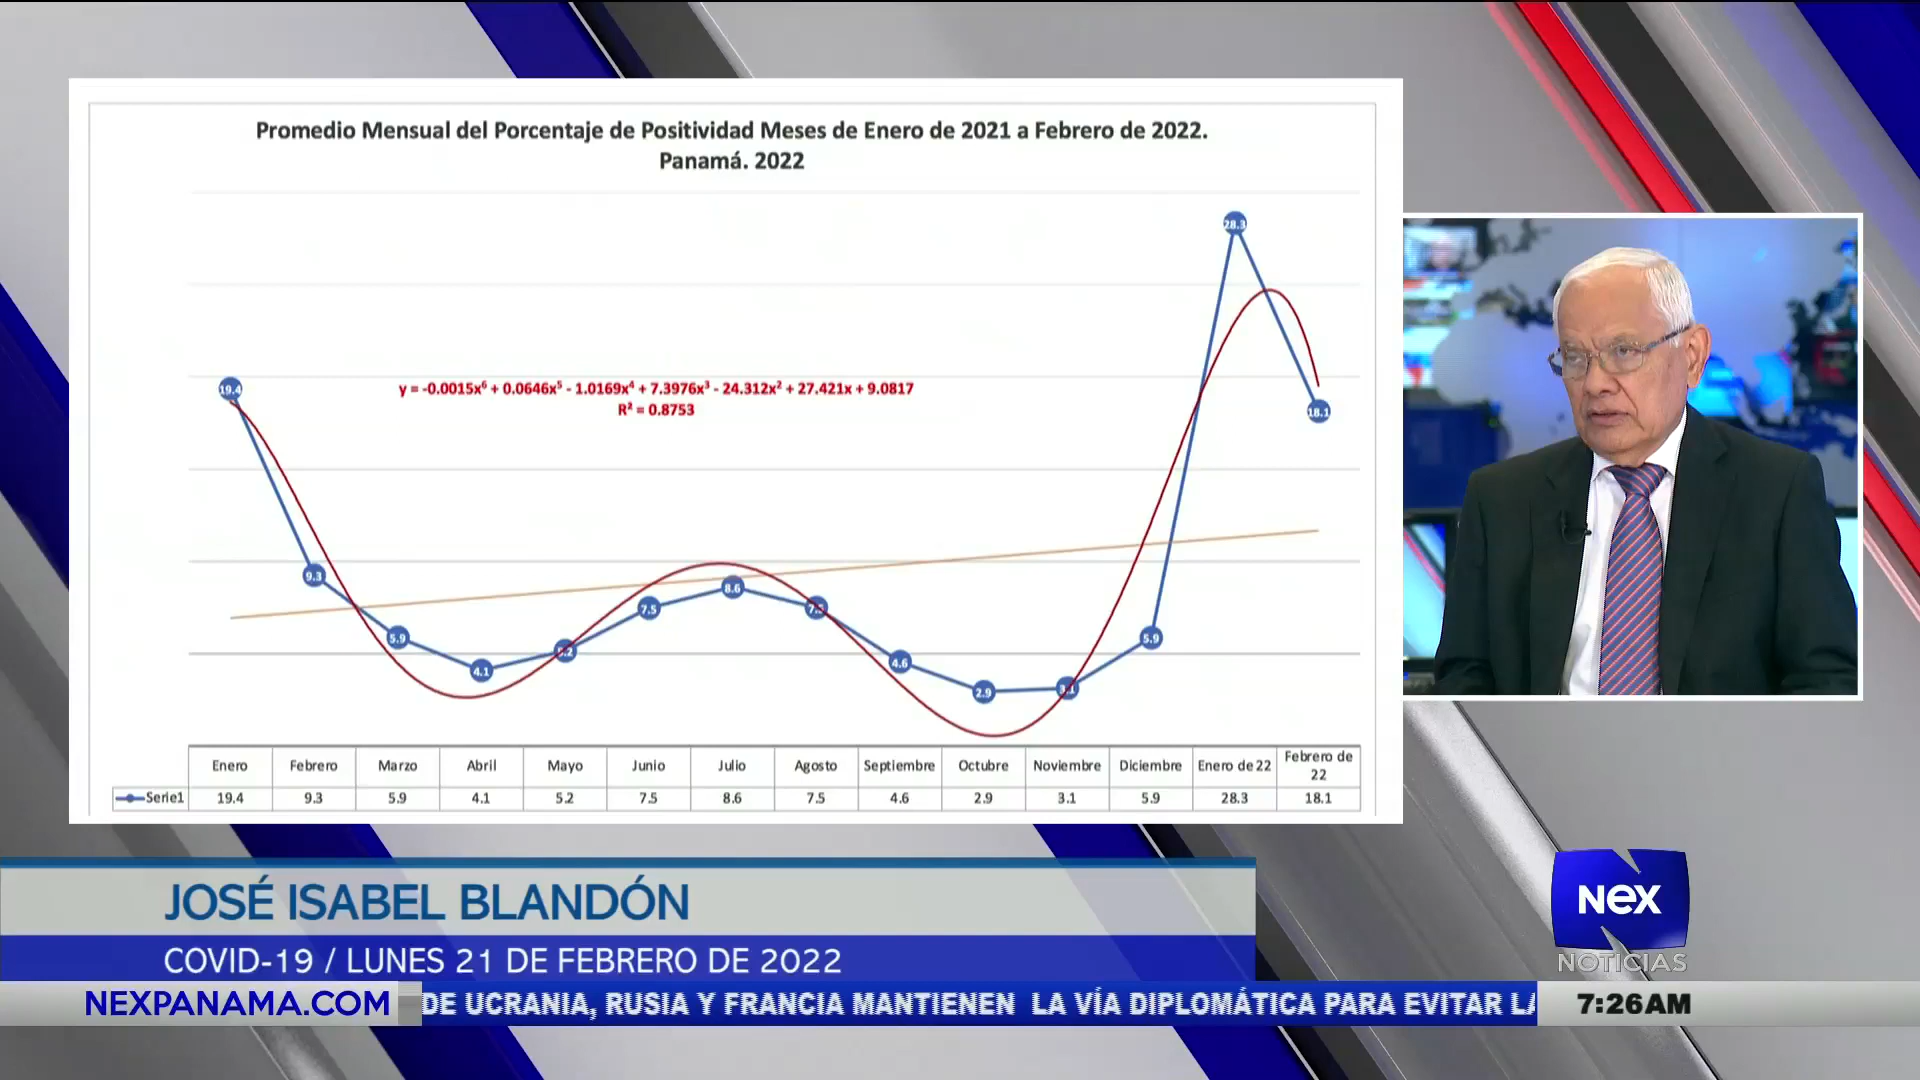 Promedio Mensual del Porcentaje de Positividad Meses de Enero de 2021 a Febrero de 2022.
Panamá. 2022
28.3
19.4
y = -0.0015x⁶ + 0.0646x⁵ - 1.0169x⁴ + 7.3976x³ - 24.312x² + 27.421x + 9.0817
R² = 0.8753
18.1
9.3
8.6
7.5
7.5
5.9
5.9
5.2
4.6
4.1
3.1
2.9
Enero Febrero Marzo Abril Mayo Junio Julio Agosto Septiembre Octubre Noviembre Diciembre Enero de 22 Febrero de 22
Serie1 19.4 9.3 5.9 4.1 5.2 7.5 8.6 7.5 4.6 2.9 3.1 5.9 28.3 18.1
JOSÉ ISABEL BLANDÓN
COVID-19 / LUNES 21 DE FEBRERO DE 2022
NEX
NOTICIAS
NEXPANAMA.COM DE UCRANIA, RUSIA Y FRANCIA MANTIENEN LA VÍA DIPLOMÁTICA PARA EVITAR LA 7:26AM